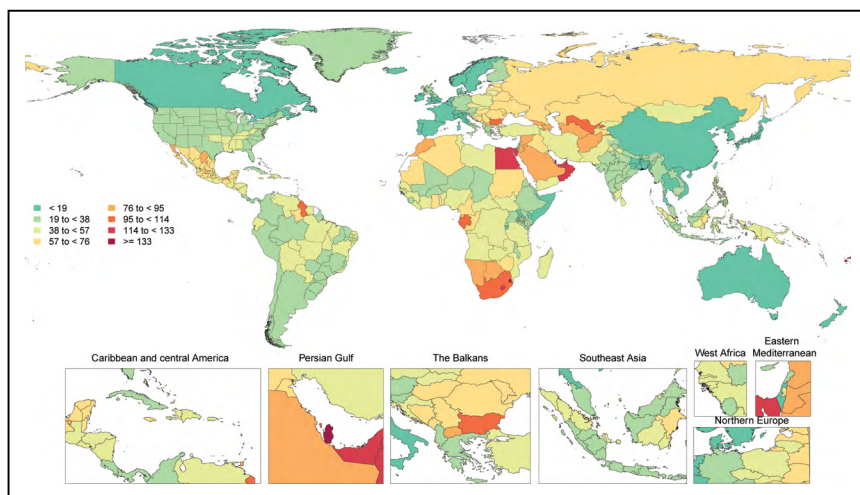 < 19
19 to < 38
38 to < 57
57 to < 76
76 to < 95
95 to < 114
114 to < 133
>= 133
Caribbean and central America
Persian Gulf
The Balkans
Southeast Asia
West Africa
Eastern
Mediterranean
Northern Europe